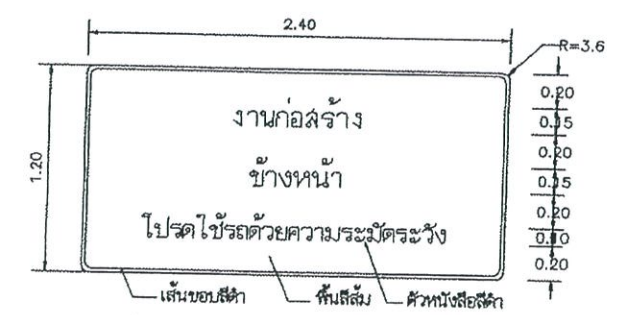 2.40
R=3.6
0.20
งานก่อสร้าง
0.15
0.20
1.20
ข้างหน้า
0.15
0.20
โปรดใช้รถด้วยความระมัดระวัง
0.10
0.20
เส้นขอบสีดำ พื้นสีส้ม ตัวหนังสือสีดำ